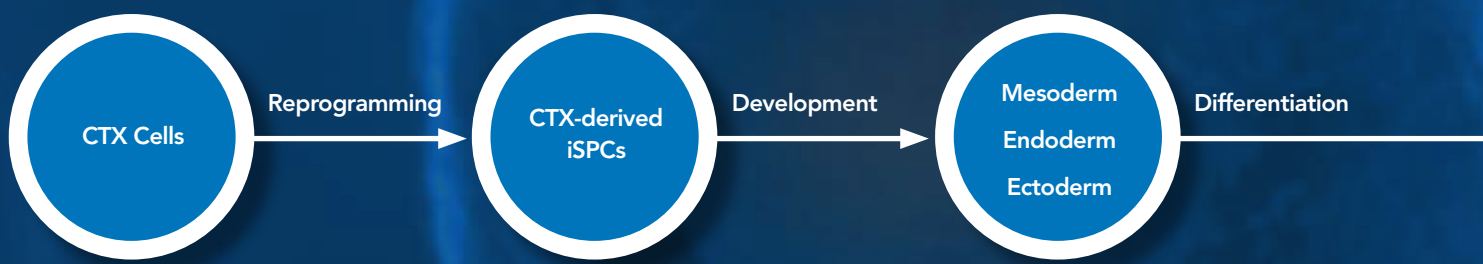 CTX Cells
Reprogramming
CTX-derived
iSPCs
Development
Mesoderm
Endoderm
Ectoderm
Differentiation